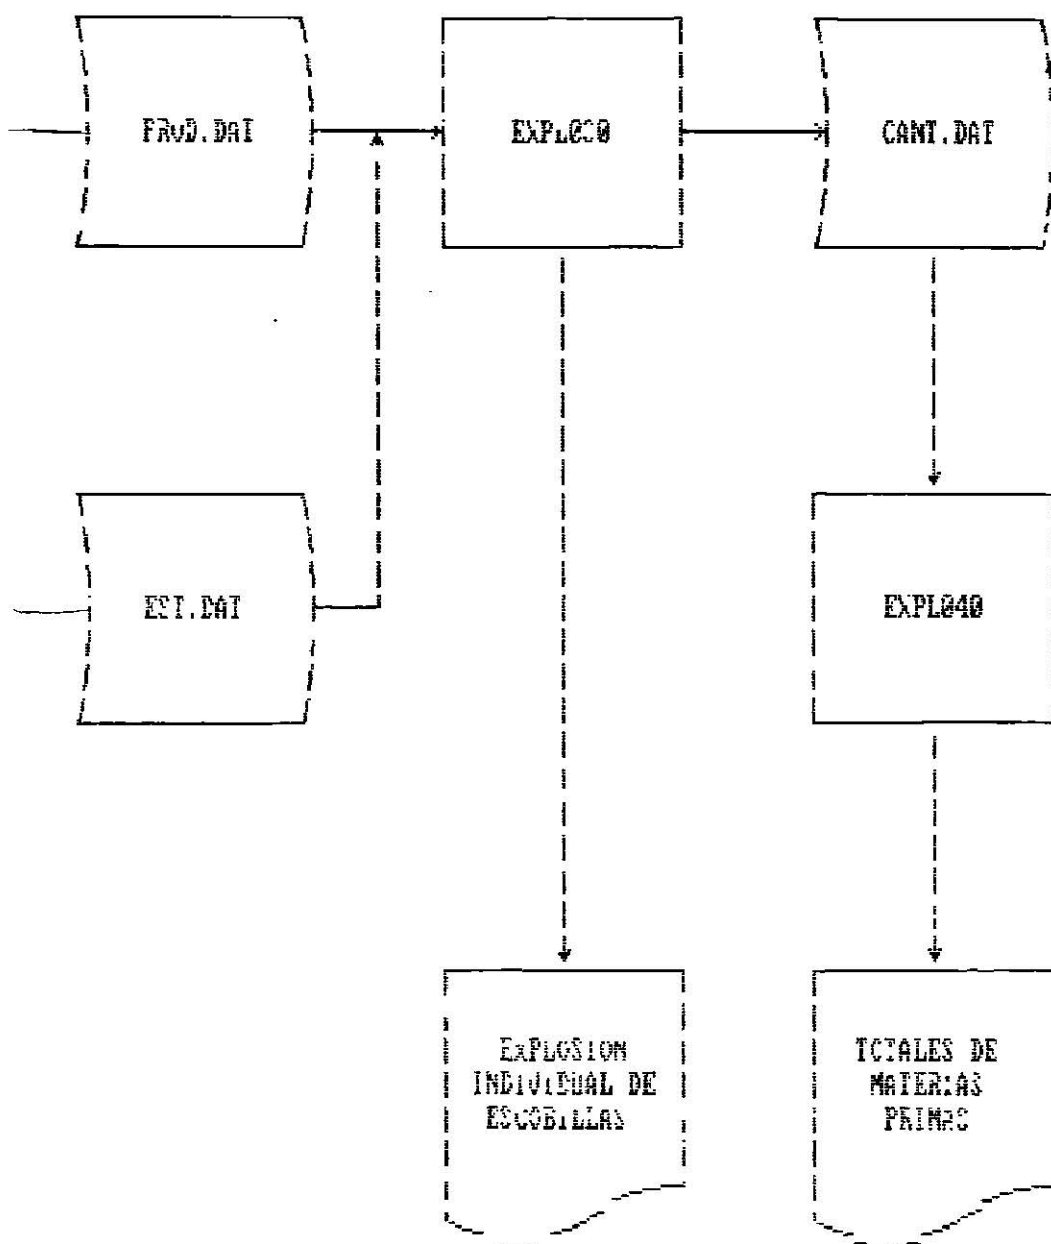 PROD.DAT
EXPL030
CANT.DAT
EST.DAT
EXPL040
EXPLOSION
INDIVIDUAL DE
ESCOBILLAS
TOTALES DE
MATERIAS
PRIMAS